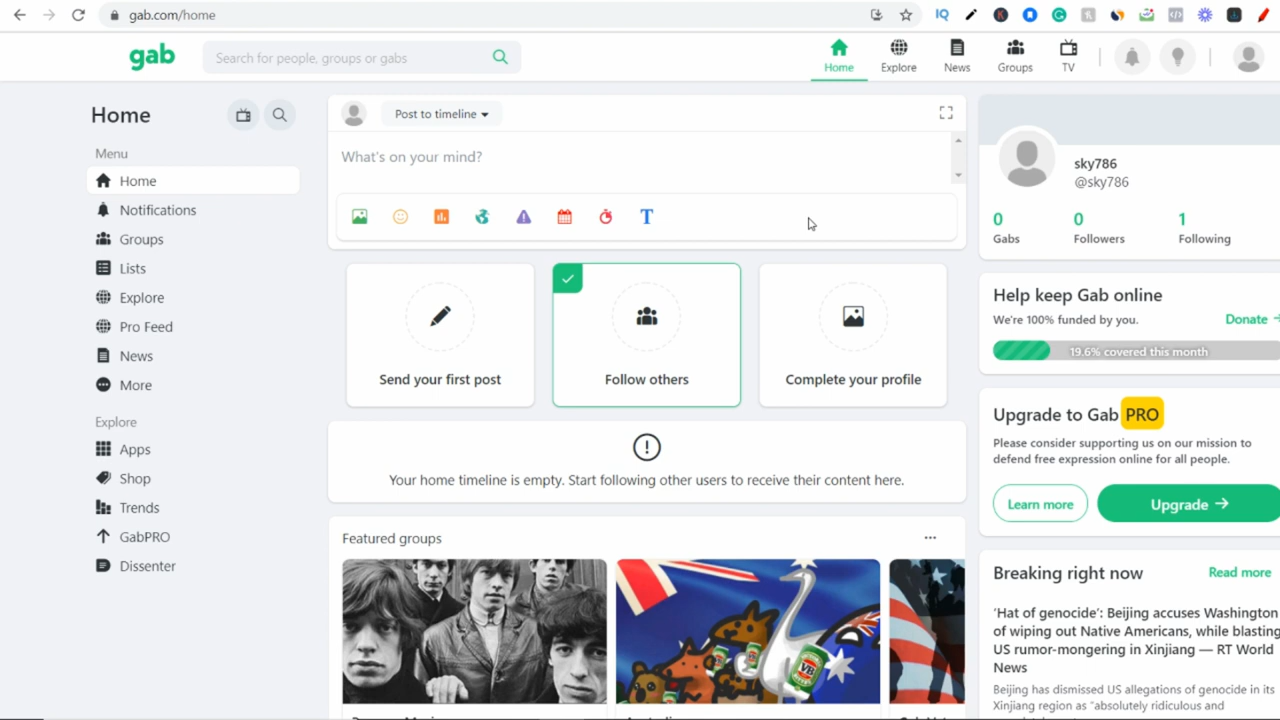 gab.com/home
IQ
gab
Search for people, groups or gabs
Home
Explore
News
Groups
TV
Home
Menu
Home
Notifications
Groups
Lists
Explore
Pro Feed
News
More
Explore
Apps
Shop
Trends
GabPRO
Dissenter
Post to timeline
What's on your mind?
T
Send your first post
Follow others
Complete your profile
Your home timeline is empty. Start following other users to receive their content here.
Featured groups
VB
sky786
@sky786
0
0
1
Gabs
Followers
Following
Help keep Gab online
We're 100% funded by you.
Donate
19.6% covered this month
Upgrade to Gab PRO
Please consider supporting us on our mission to
defend free expression online for all people.
Learn more
Upgrade
Breaking right now
Read more
'Hat of genocide': Beijing accuses Washington
of wiping out Native Americans, while blasting
US rumor-mongering in Xinjiang — RT World
News
Beijing has dismissed US allegations of genocide in its
Xinjiang region as "absolutely ridiculous and